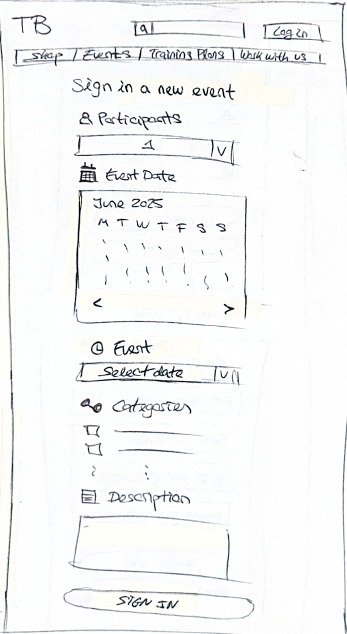 TB Log in
Shop / Events / Training Plans | Work with us |
Sign in a new event
Participants
1
Event Date
June 2025
M T W T F S S
< >
Event
Select date
Categories
Description
SIGN IN